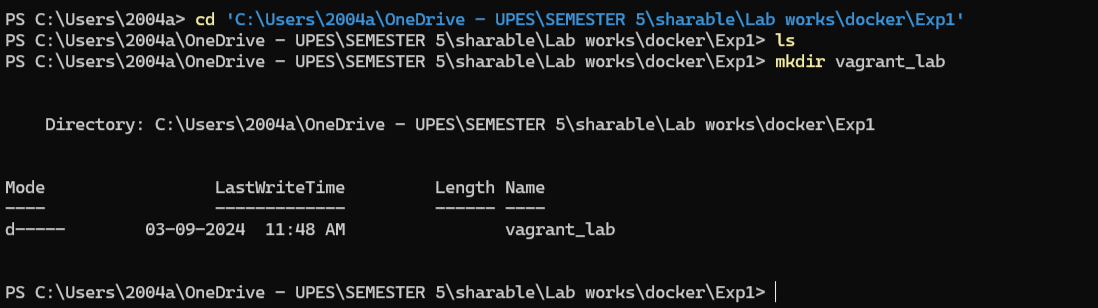 PS C:\Users\2004a> cd 'C:\Users\2004a\OneDrive - UPES\SEMESTER 5\sharable\Lab works\docker\Exp1'
PS C:\Users\2004a\OneDrive - UPES\SEMESTER 5\sharable\Lab works\docker\Exp1> ls
PS C:\Users\2004a\OneDrive - UPES\SEMESTER 5\sharable\Lab works\docker\Exp1> mkdir vagrant_lab
Directory: C:\Users\2004a\OneDrive - UPES\SEMESTER 5\sharable\Lab works\docker\Exp1
Mode                 LastWriteTime         Length Name
----                 -------------         ------ ----
d-----        03-09-2024  11:48 AM                vagrant_lab
PS C:\Users\2004a\OneDrive - UPES\SEMESTER 5\sharable\Lab works\docker\Exp1>